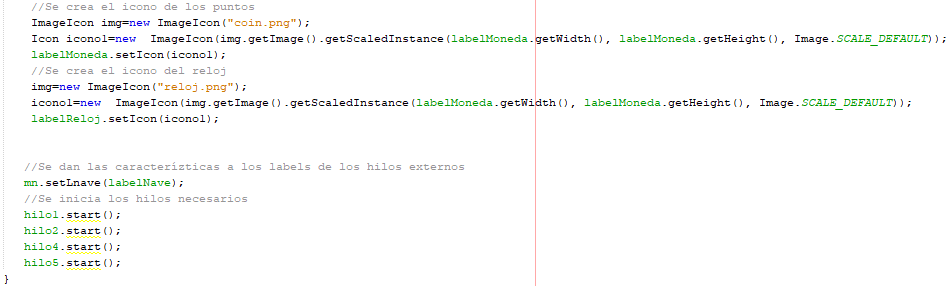 //Se crea el icono de los puntos
ImageIcon img=new ImageIcon("coin.png");
Icon icono1=new  ImageIcon(img.getImage().getScaledInstance(labelMoneda.getWidth(), labelMoneda.getHeight(), Image.SCALE_DEFAULT));
labelMoneda.setIcon(icono1);
//Se crea el icono del reloj
img=new ImageIcon("reloj.png");
icono1=new  ImageIcon(img.getImage().getScaledInstance(labelMoneda.getWidth(), labelMoneda.getHeight(), Image.SCALE_DEFAULT));
labelReloj.setIcon(icono1);
//Se dan las caracterízticas a los labels de los hilos externos
mn.setLnave(labelNave);
//Se inicia los hilos necesarios
hilo1.start();
hilo2.start();
hilo4.start();
hilo5.start();
}